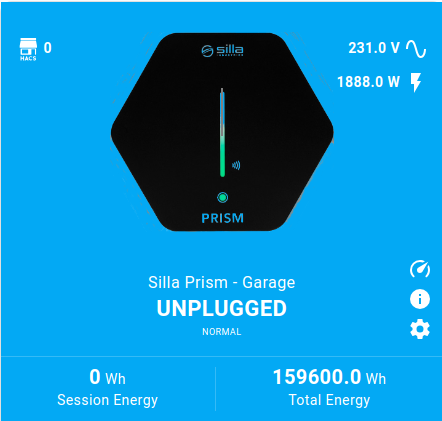 silla
0
HACS
231.0 V
1888.0 W
PRISM
Silla Prism - Garage
UNPLUGGED
NORMAL
0 Wh
159600.0 Wh
Session Energy
Total Energy